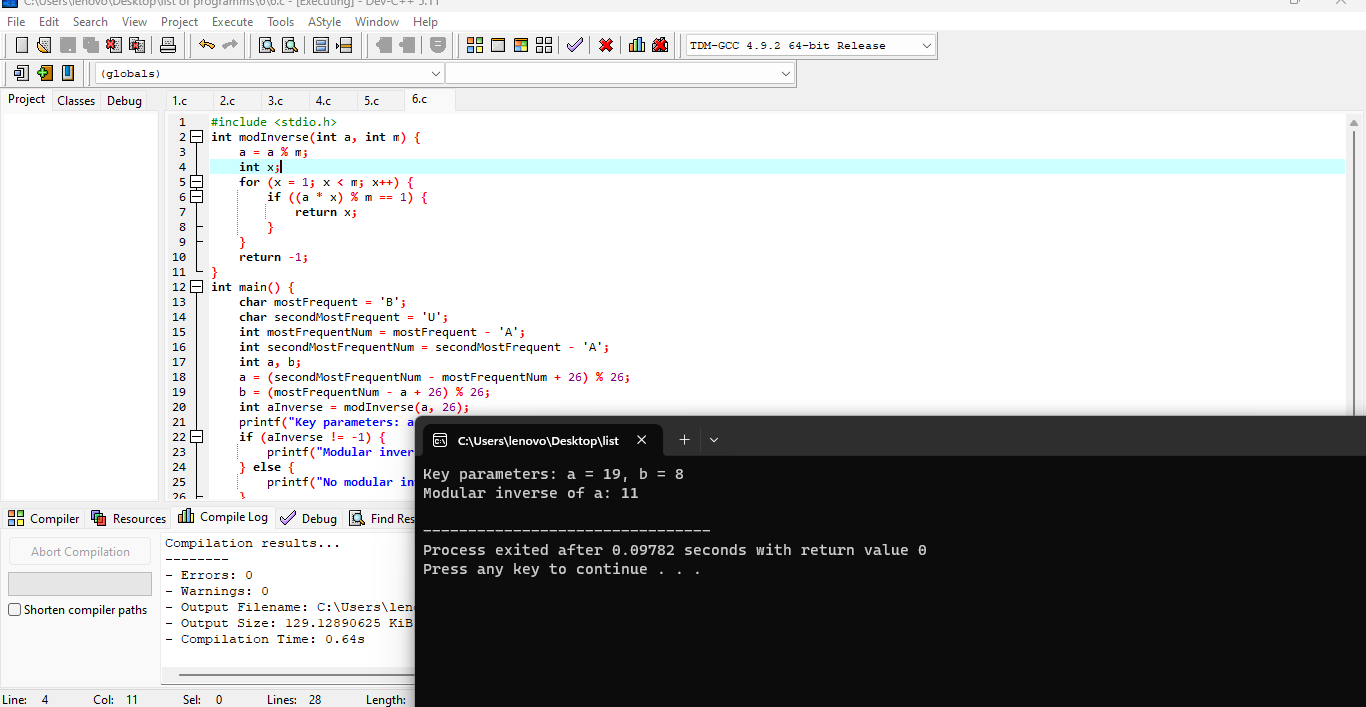 C:\Users\lenovo\Desktop\list of programms\6\6.c - [Executing] - Dev-C++ 5.11
File Edit Search View Project Execute Tools AStyle Window Help
TDM-GCC 4.9.2 64-bit Release
(globals)
Project Classes Debug 1.c 2.c 3.c 4.c 5.c 6.c
1 #include <stdio.h>
2 int modInverse(int a, int m) {
3 a = a % m;
4 int x;
5 for (x = 1; x < m; x++) {
6 if ((a * x) % m == 1) {
7 return x;
8 }
9 }
10 return -1;
11 }
12 int main() {
13 char mostFrequent = 'B';
14 char secondMostFrequent = 'U';
15 int mostFrequentNum = mostFrequent - 'A';
16 int secondMostFrequentNum = secondMostFrequent - 'A';
17 int a, b;
18 a = (secondMostFrequentNum - mostFrequentNum + 26) % 26;
19 b = (mostFrequentNum - a + 26) % 26;
20 int aInverse = modInverse(a, 26);
21 printf("Key parameters: a
22 if (aInverse != -1) {
23 printf("Modular inver
24 } else {
25 printf("No modular in
26 }
C:\Users\lenovo\Desktop\list
Key parameters: a = 19, b = 8
Modular inverse of a: 11
--------------------------------
Process exited after 0.09782 seconds with return value 0
Press any key to continue . . .
Compiler Resources Compile Log Debug Find Res
Abort Compilation
Shorten compiler paths
Compilation results...
--------
- Errors: 0
- Warnings: 0
- Output Filename: C:\Users\len
- Output Size: 129.12890625 KiB
- Compilation Time: 0.64s
Line: 4 Col: 11 Sel: 0 Lines: 28 Length: